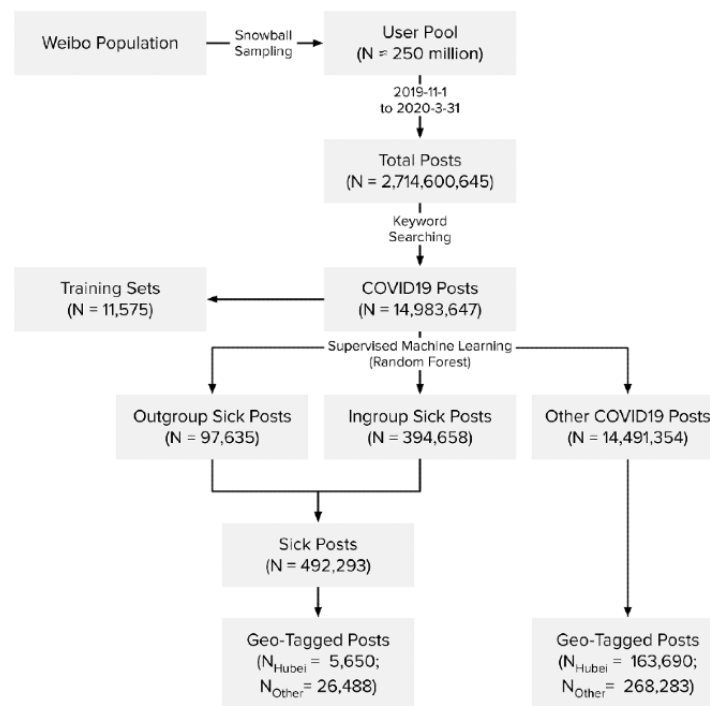 Weibo Population
Snowball
Sampling
User Pool
(N ≈ 250 million)
2019-11-1
to 2020-3-31
Total Posts
(N = 2,714,600,645)
Keyword
Searching
Training Sets
(N = 11,575)
COVID19 Posts
(N = 14,983,647)
Supervised Machine Learning
(Random Forest)
Outgroup Sick Posts
(N = 97,635)
Ingroup Sick Posts
(N = 394,658)
Other COVID19 Posts
(N = 14,491,354)
Sick Posts
(N = 492,293)
Geo-Tagged Posts
(NHubei = 5,650;
NOther= 26,488)
Geo-Tagged Posts
(NHubei = 163,690;
NOther= 268,283)